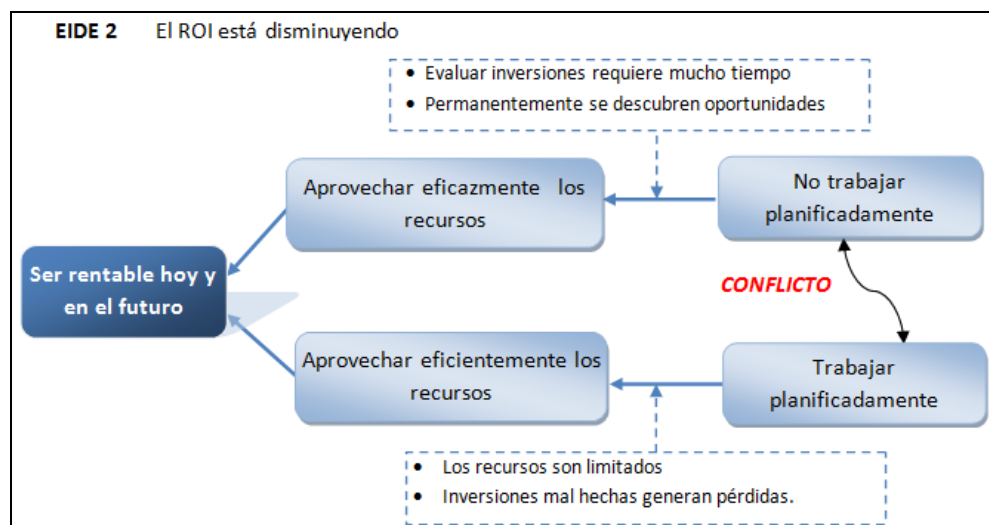 EIDE 2 El ROI está disminuyendo
• Evaluar inversiones requiere mucho tiempo
• Permanentemente se descubren oportunidades
Aprovechar eficazmente los
recursos
No trabajar
planificadamente
Ser rentable hoy y
en el futuro
CONFLICTO
Aprovechar eficientemente los
recursos
Trabajar
planificadamente
• Los recursos son limitados
• Inversiones mal hechas generan pérdidas.